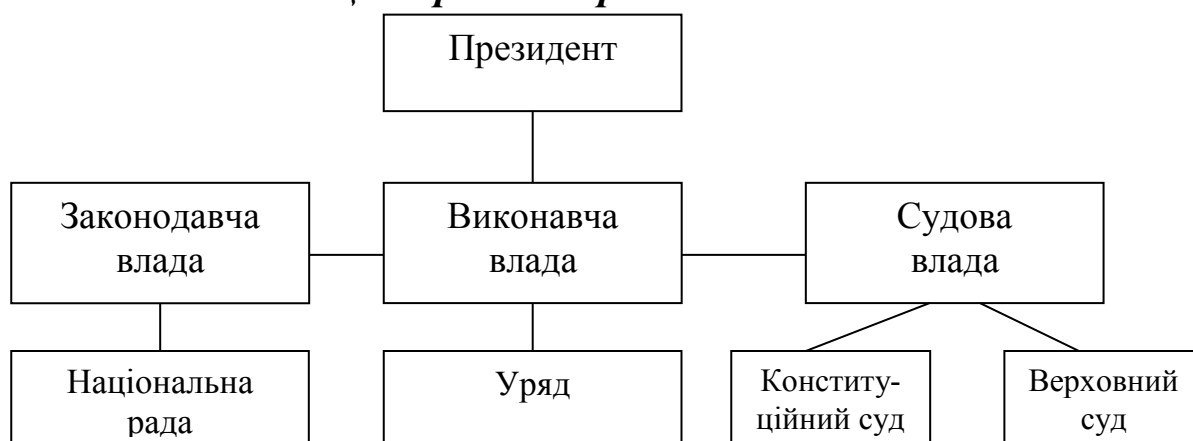 Президент
Законодавча
влада
Виконавча
влада
Судова
влада
Національна
рада
Уряд
Конститу-
ційний суд
Верховний
суд